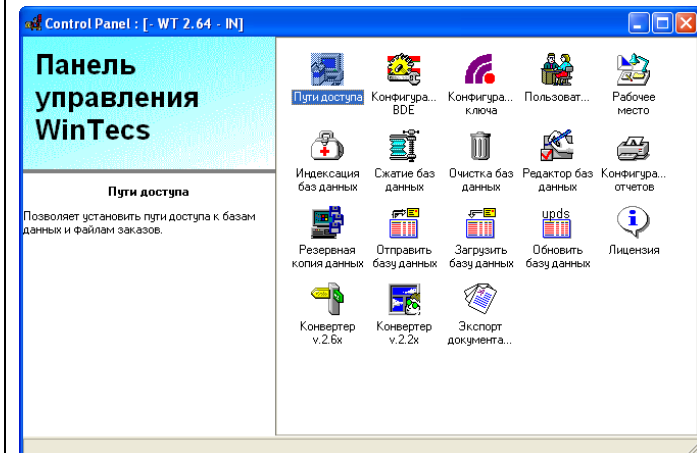 Control Panel : [- WT 2.64 - IN]
Панель
управления
WinTecs
Пути доступа
Позволяет установить пути доступа к базам
данных и файлам заказов.
Пути доступа
Конфигура...
BDE
Конфигура...
ключа
Пользоват...
Рабочее
место
Индексация
баз данных
Сжатие баз
данных
Очистка баз
данных
Редактор баз
данных
Конфигура...
отчетов
Резервная
копия данных
Отправить
базу данных
Загрузить
базу данных
upds
Обновить
базу данных
Лицензия
Конвертер
v.2.6x
Конвертер
v.2.2x
Экспорт
документа...